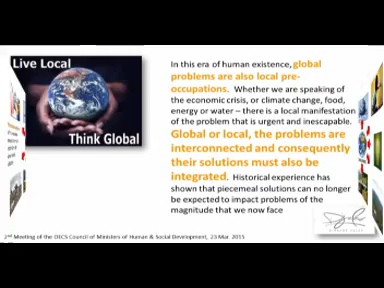 Live Local
Think Global
In this era of human existence, global
problems are also local pre-
occupations. Whether we are speaking of
the economic crisis, or climate change, food,
energy or water – there is a local manifestation
of the problem that is urgent and inescapable.
Global or local, the problems are
interconnected and consequently
their solutions must also be
integrated. Historical experience has
shown that piecemeal solutions can no longer
be expected to impact problems of the
magnitude that we now face
2nd Meeting of the OECS Council of Ministers of Human & Social Development, 23 Mar. 2015